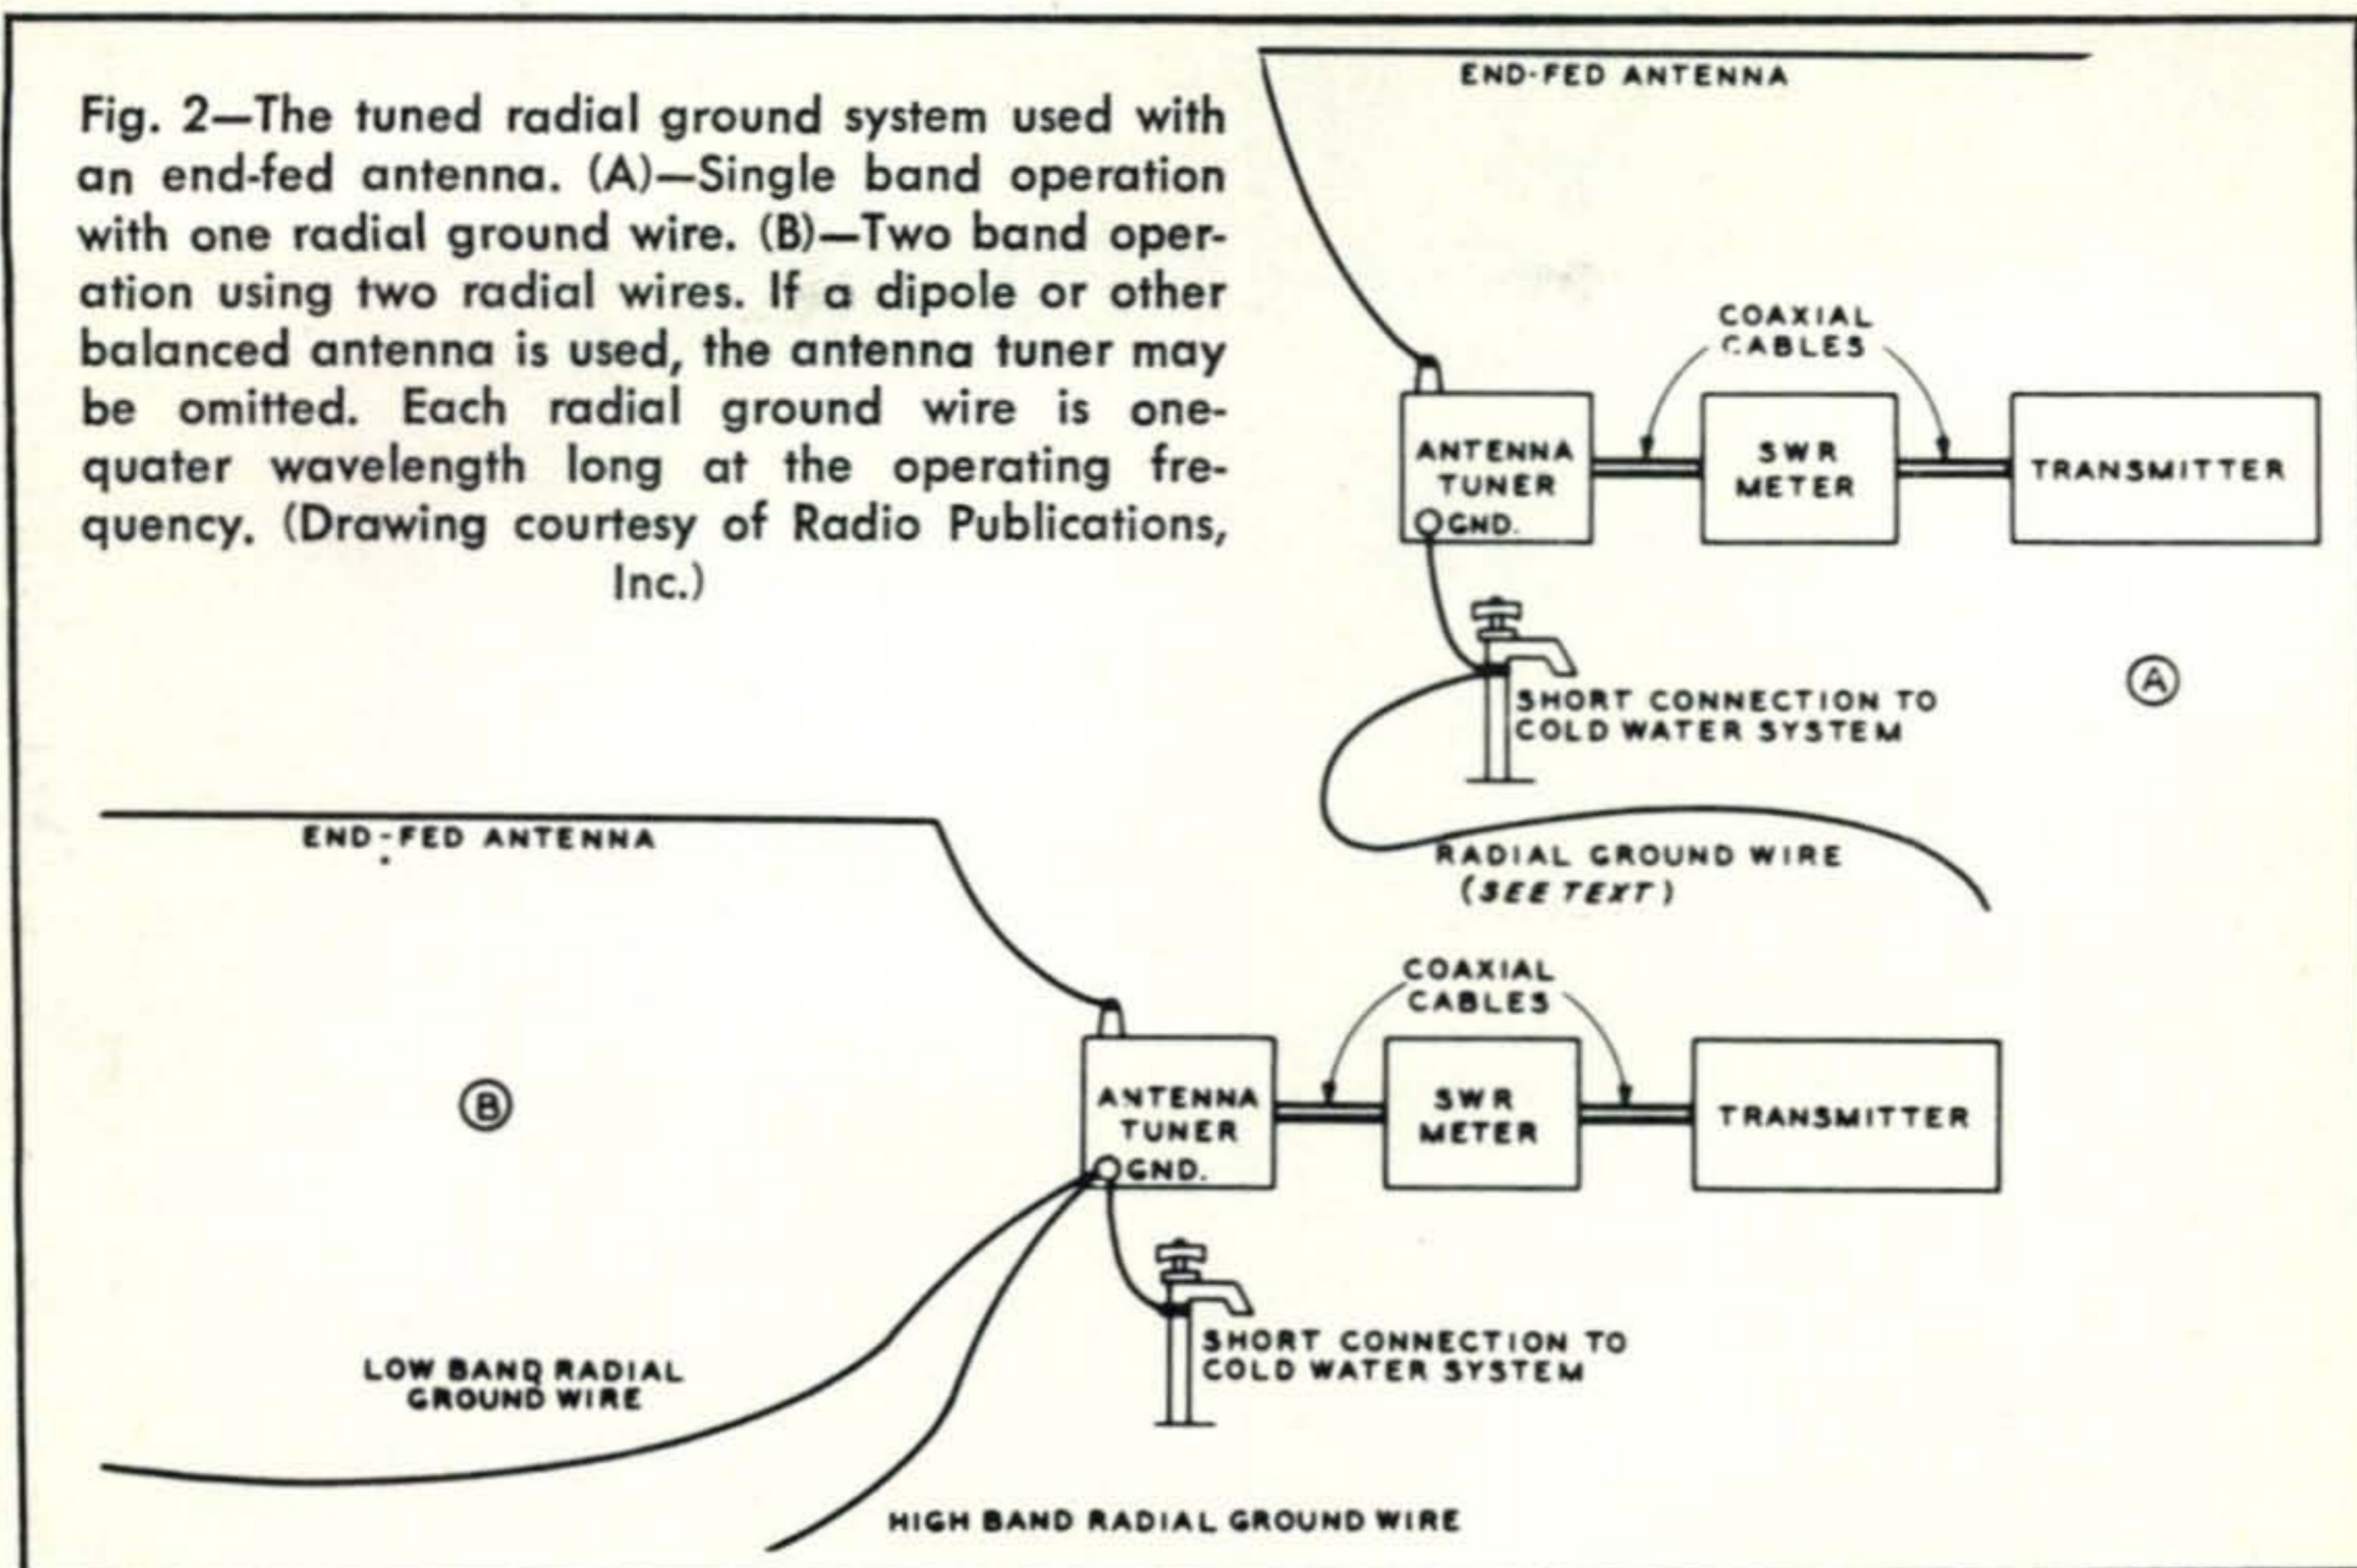 Fig. 2—The tuned radial ground system used with
an end-fed antenna. (A)—Single band operation
with one radial ground wire. (B)—Two band oper-
ation using two radial wires. If a dipole or other
balanced antenna is used, the antenna tuner may
be omitted. Each radial ground wire is one-
quater wavelength long at the operating fre-
quency. (Drawing courtesy of Radio Publications,
Inc.)
END-FED ANTENNA
COAXIAL
CABLES
ANTENNA
TUNER
GND.
SWR
METER
TRANSMITTER
SHORT CONNECTION TO
COLD WATER SYSTEM
A
RADIAL GROUND WIRE
(SEE TEXT)
END-FED ANTENNA
COAXIAL
CABLES
B
ANTENNA
TUNER
GND.
SWR
METER
TRANSMITTER
SHORT CONNECTION TO
COLD WATER SYSTEM
LOW BAND RADIAL
GROUND WIRE
HIGH BAND RADIAL GROUND WIRE